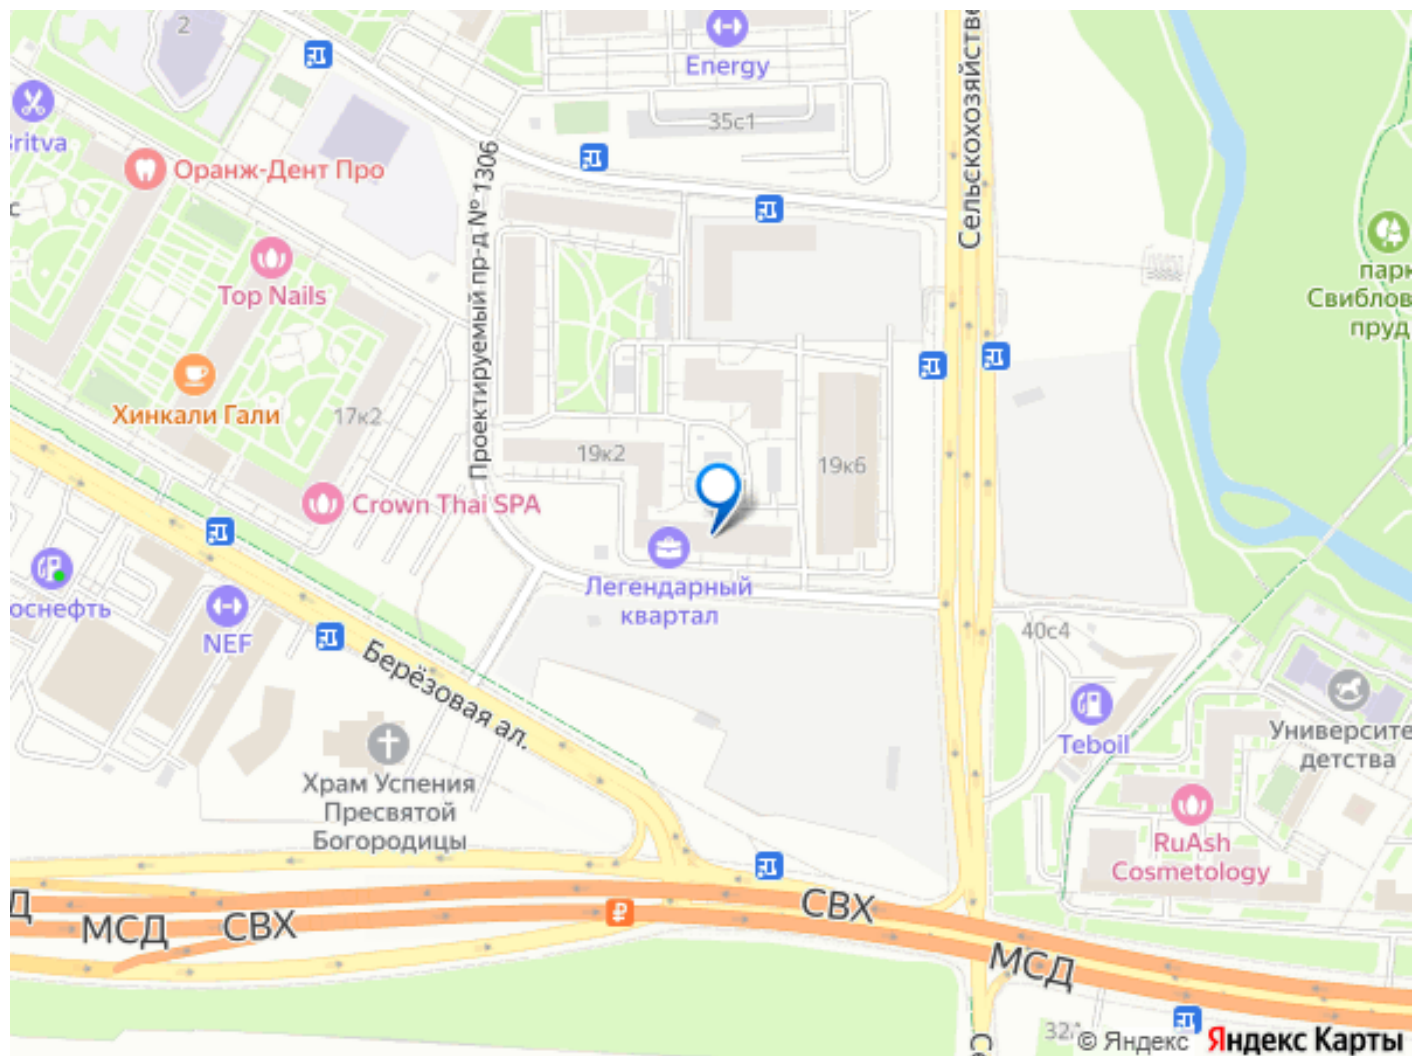 2
Energy
35с1
Britva
Оранж-Дент Про
с
Проектируемый пр-д № 1306
Сельскохозяйстве
Top Nails
парк
Свиблов
пруд
Хинкали Гали
17к2
19к2
19к6
Crown Thai SPA
Легендарный
квартал
оснефть
NEF
40с4
Берёзовая ал.
Teboil
Университе
детства
Храм Успения
Пресвятой
Богородицы
RuAsh
Cosmetology
Д
МСД
СВХ
СВХ
МСД
Се
© Яндекс
Яндекс Карты